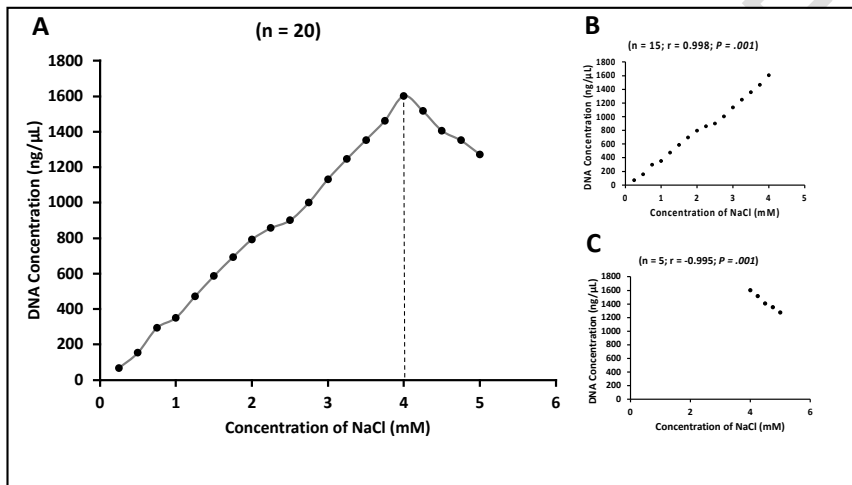 A
(n = 20)
DNA Concentration (ng/µL)
1800
1600
1400
1200
1000
800
600
400
200
0
0 1 2 3 4 5 6
Concentration of NaCl (mM)
B
(n = 15; r = 0.998; P = .001)
DNA Concentration (ng/µL)
1800
1600
1400
1200
1000
800
600
400
200
0
0 1 2 3 4 5
Concentration of NaCl (mM)
C
(n = 5; r = -0.995; P = .001)
DNA Concentration (ng/µL)
1800
1600
1400
1200
1000
800
600
400
200
0
0 2 4 6
Concentration of NaCl (mM)